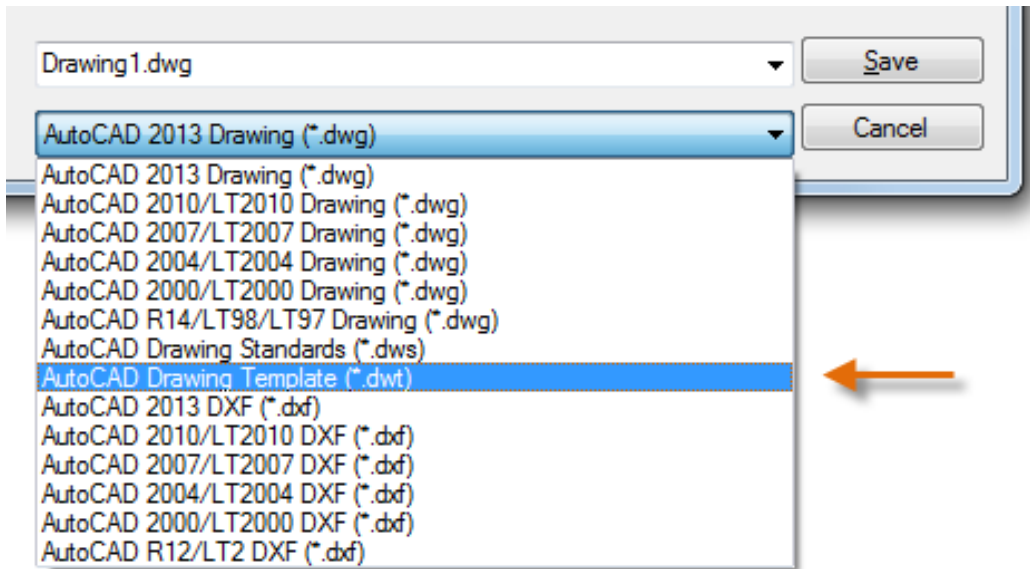 Drawing1.dwg
Save
AutoCAD 2013 Drawing (*.dwg)
Cancel
AutoCAD 2013 Drawing (*.dwg)
AutoCAD 2010/LT2010 Drawing (*.dwg)
AutoCAD 2007/LT2007 Drawing (*.dwg)
AutoCAD 2004/LT2004 Drawing (*.dwg)
AutoCAD 2000/LT2000 Drawing (*.dwg)
AutoCAD R14/LT98/LT97 Drawing (*.dwg)
AutoCAD Drawing Standards (*.dws)
AutoCAD Drawing Template (*.dwt)
AutoCAD 2013 DXF (*.dxf)
AutoCAD 2010/LT2010 DXF (*.dxf)
AutoCAD 2007/LT2007 DXF (*.dxf)
AutoCAD 2004/LT2004 DXF (*.dxf)
AutoCAD 2000/LT2000 DXF (*.dxf)
AutoCAD R12/LT2 DXF (*.dxf)